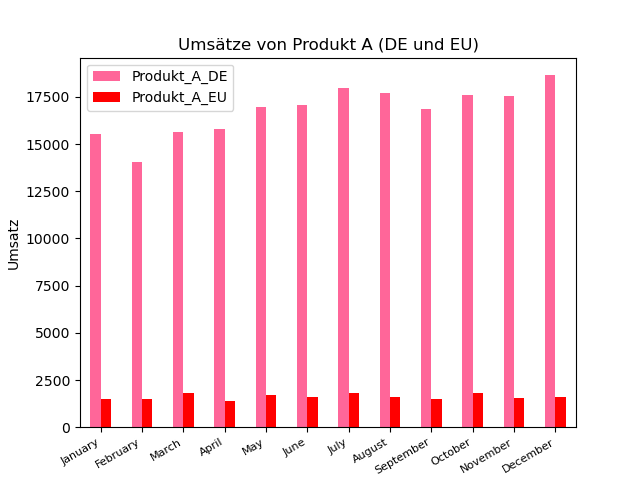 Umsätze von Produkt A (DE und EU)
Produkt_A_DE
Produkt_A_EU
Umsatz
17500
15000
12500
10000
7500
5000
2500
0
January
February
March
April
May
June
July
August
September
October
November
December